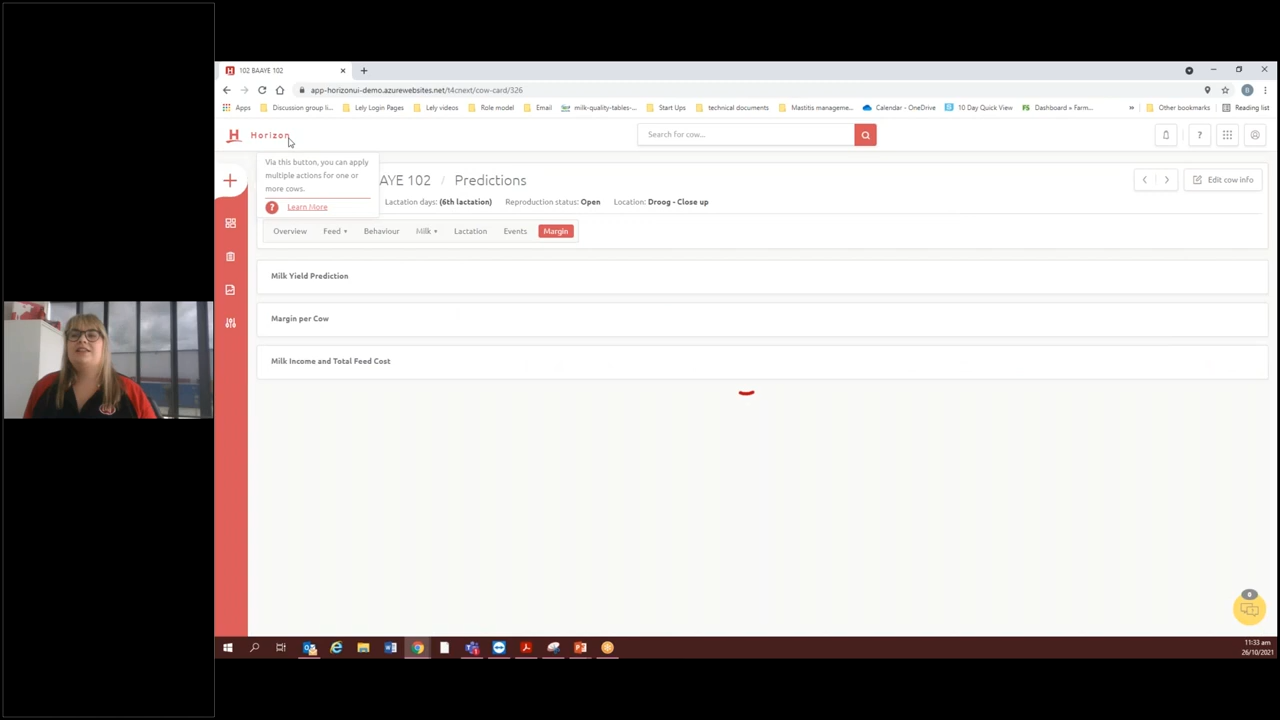 102 BAAYE 102
app-horizonui-demo.azurewebsites.net/t4cnext/cow-card/326
Apps
Discussion group li...
Lely Login Pages
Lely videos
Role model
Email
milk-quality-tables-...
Start Ups
technical documents
Mastitis manageme...
Calendar - OneDrive
10 Day Quick View
Dashboard » Farm...
»
Other bookmarks
Reading list
Horizon
Search for cow...
Via this button, you can apply
multiple actions for one or
more cows.
Learn More
AYE 102 / Predictions
Edit cow info
Lactation days: (6th lactation)
Reproduction status: Open
Location: Droog - Close up
Overview
Feed
Behaviour
Milk
Lactation
Events
Margin
Milk Yield Prediction
Margin per Cow
Milk Income and Total Feed Cost
0
11:33 am
26/10/2021